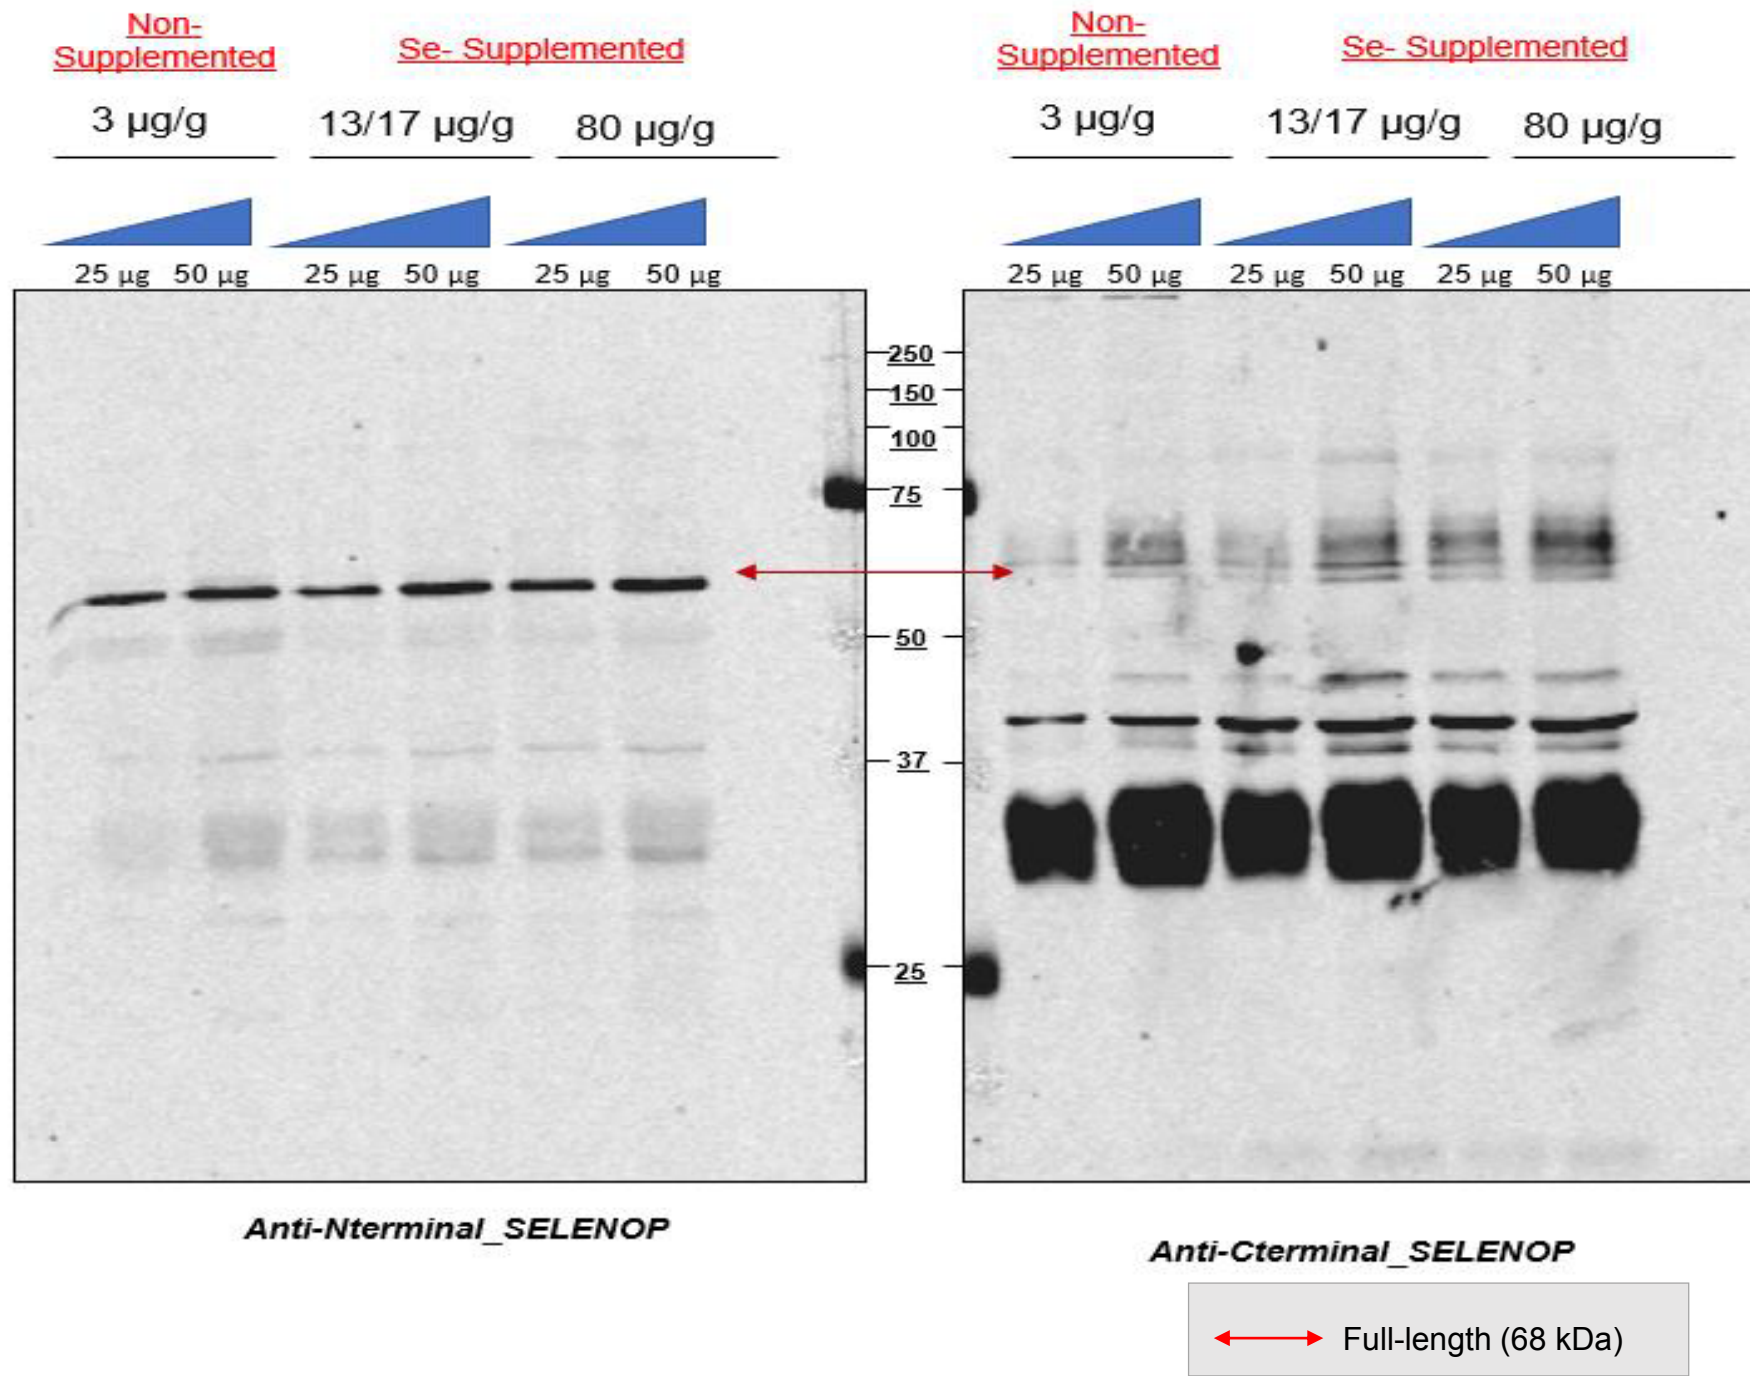 Non-
Supplemented
Se- Supplemented
3 µg/g
13/17 µg/g
80 µg/g
25 µg 50 µg 25 µg 50 µg 25 µg 50 µg
Non-
Supplemented
Se- Supplemented
3 µg/g
13/17 µg/g
80 µg/g
25 µg 50 µg 25 µg 50 µg 25 µg 50 µg
250
150
100
75
50
37
25
Anti-Nterminal_SELENOP
Anti-Cterminal_SELENOP
Full-length (68 kDa)